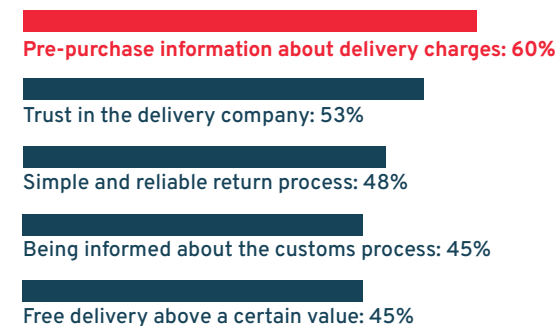 Pre-purchase information about delivery charges: 60%
Trust in the delivery company: 53%
Simple and reliable return process: 48%
Being informed about the customs process: 45%
Free delivery above a certain value: 45%